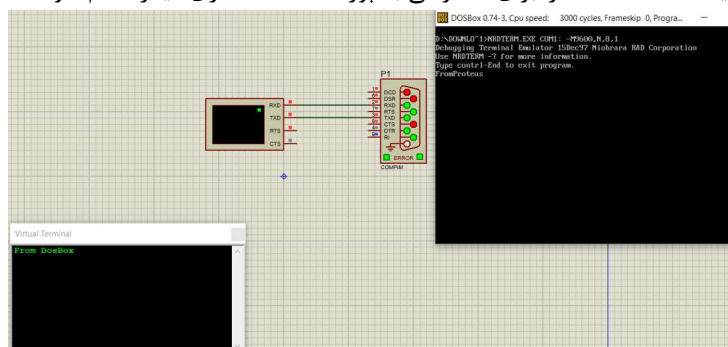 DOSBox 0.74-3, Cpu speed: 3000 cycles, Frameskip 0, Progra...
D:\DOWNLO~1>NRDTERM.EXE COM1: -M9600,N,8,1
Debugging Terminal Emulator 15Dec97 Niobrara R&D Corporation
Use NRDTERM -? for more information.
Type contrl-End to exit program.
FromProteus
P1
DCD
DSR
RXD
RTS
TXD
CTS
DTR
RI
ERROR
COMPIM
RXD
TXD
RTS
CTS
Virtual Terminal
From DosBox